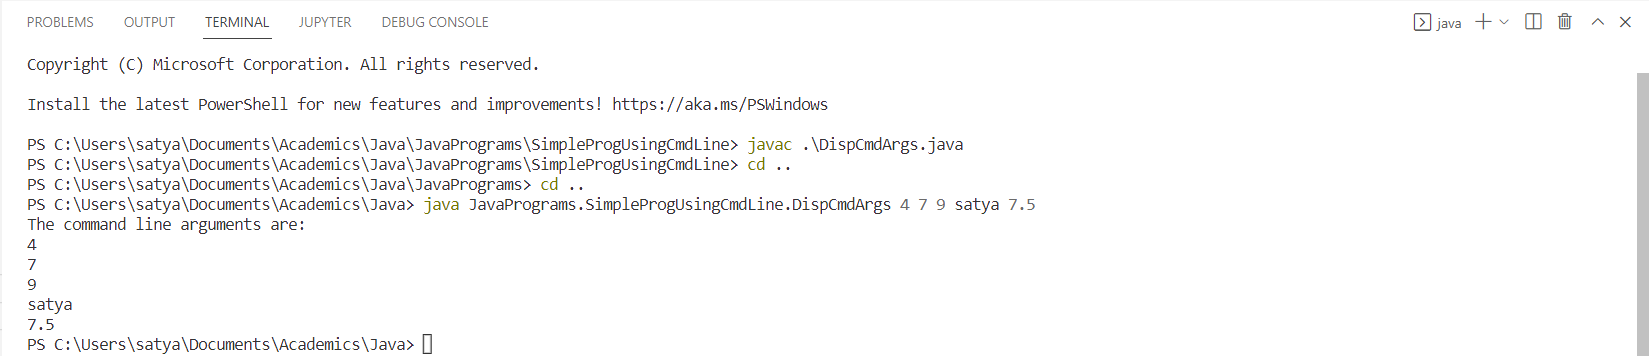 PROBLEMS OUTPUT TERMINAL JUPYTER DEBUG CONSOLE java
Copyright (C) Microsoft Corporation. All rights reserved.
Install the latest PowerShell for new features and improvements! https://aka.ms/PSWindows
PS C:\Users\satya\Documents\Academics\Java\JavaPrograms\SimpleProgUsingCmdLine> javac .\DispCmdArgs.java
PS C:\Users\satya\Documents\Academics\Java\JavaPrograms\SimpleProgUsingCmdLine> cd ..
PS C:\Users\satya\Documents\Academics\Java\JavaPrograms> cd ..
PS C:\Users\satya\Documents\Academics\Java> java JavaPrograms.SimpleProgUsingCmdLine.DispCmdArgs 4 7 9 satya 7.5
The command line arguments are:
4
7
9
satya
7.5
PS C:\Users\satya\Documents\Academics\Java>